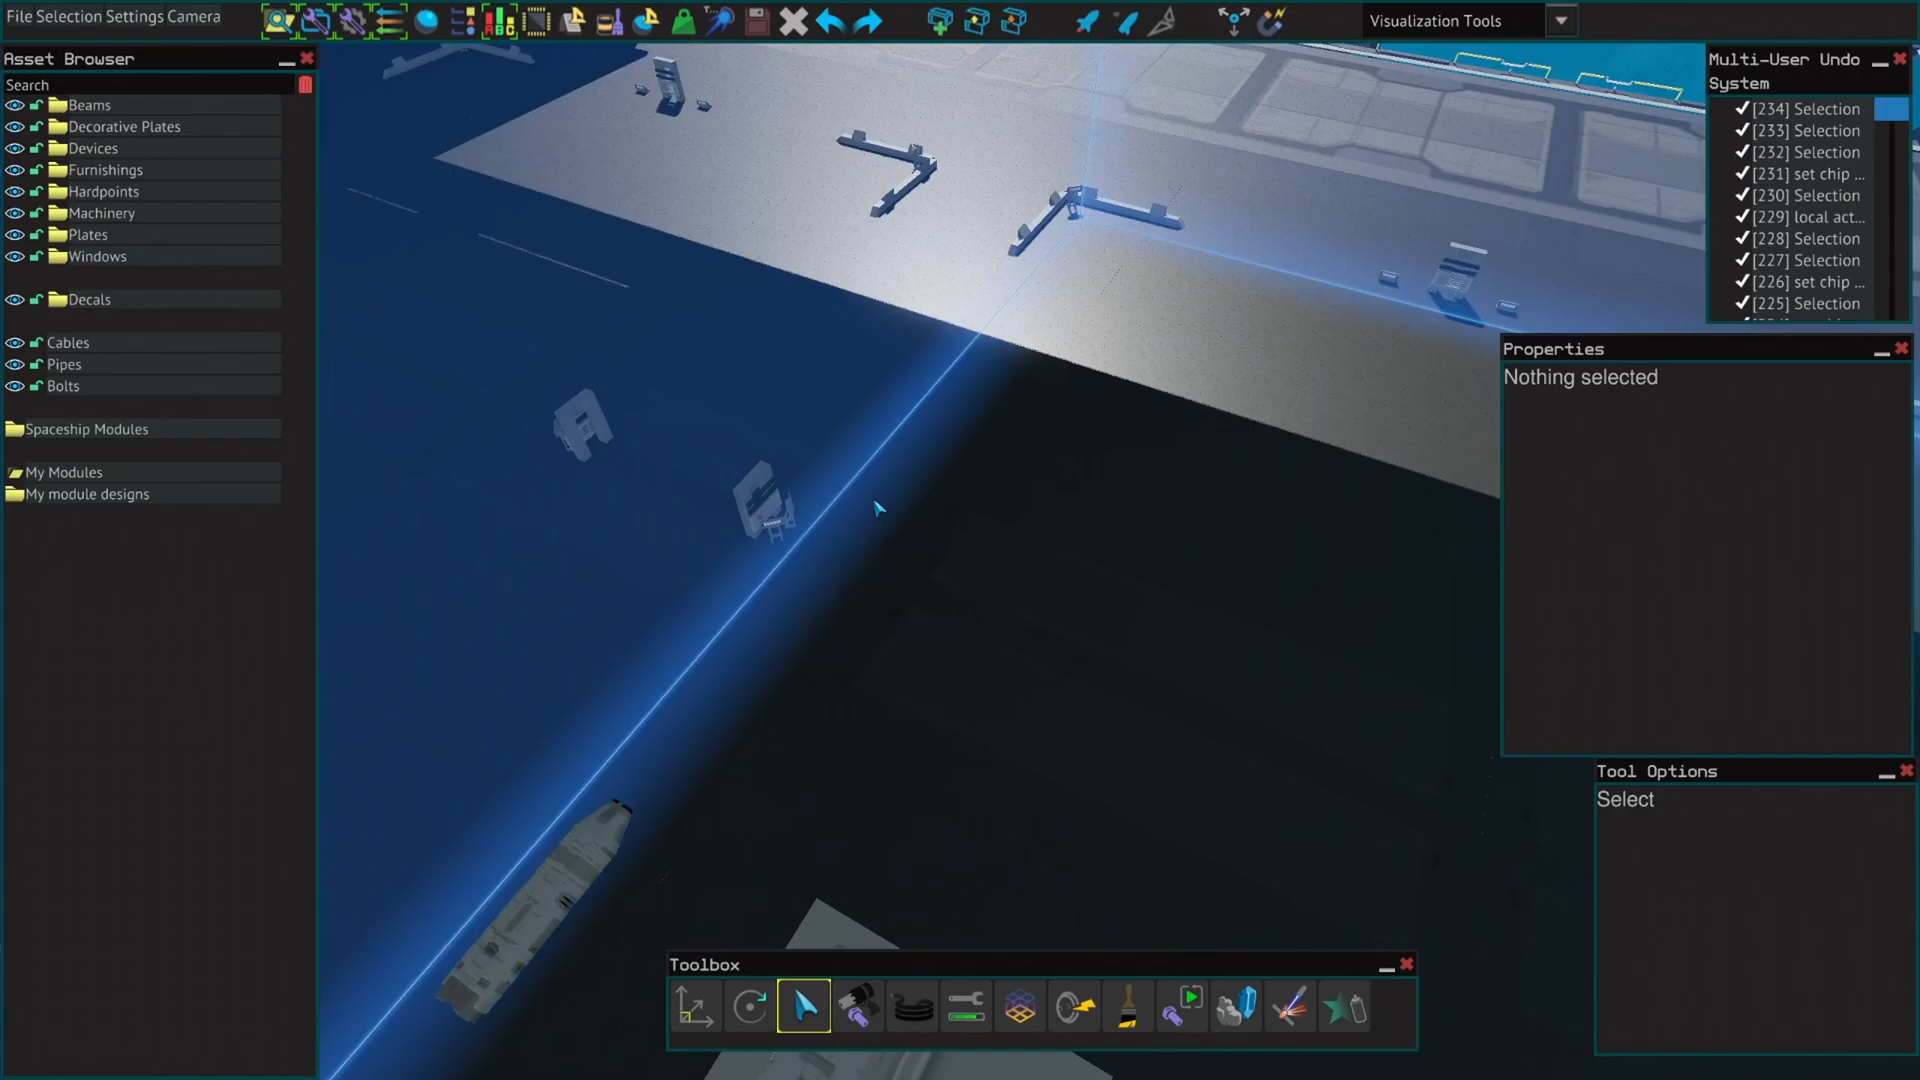 File Selection Settings Camera
Visualization Tools
Asset Browser
Search
Beams
Decorative Plates
Devices
Furnishings
Hardpoints
Machinery
Plates
Windows
Decals
Cables
Pipes
Bolts
Spaceship Modules
My Modules
My module designs
Multi-User Undo
System
[234] Selection
[233] Selection
[232] Selection
[231] set chip ...
[230] Selection
[229] local act...
[228] Selection
[227] Selection
[226] set chip ...
[225] Selection
Properties
Nothing selected
Tool Options
Select
Toolbox